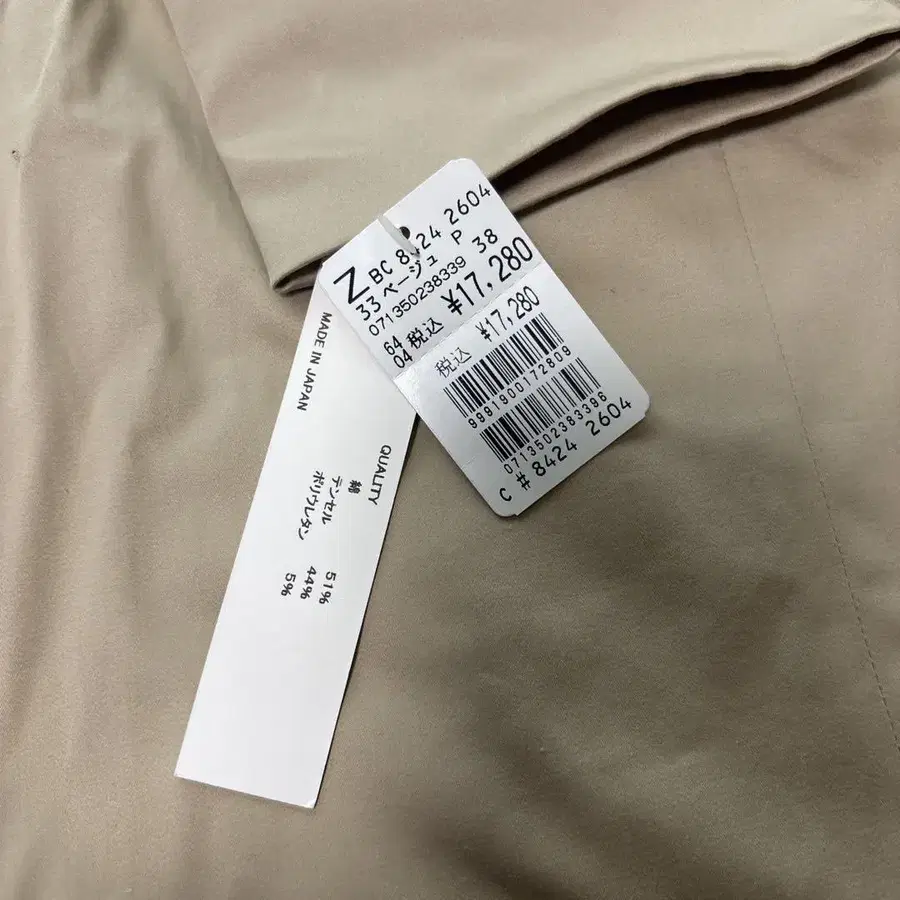 Z BC 8424 2604
33 ベージュ P
071350238339 38
64 税込 ¥17,280
04
税込 ¥17,280
9991900172809
0713502383398
C # 8424 2604
MADE IN JAPAN
QUALITY
綿 51%
テンセル 44%
ポリウレタン 5%